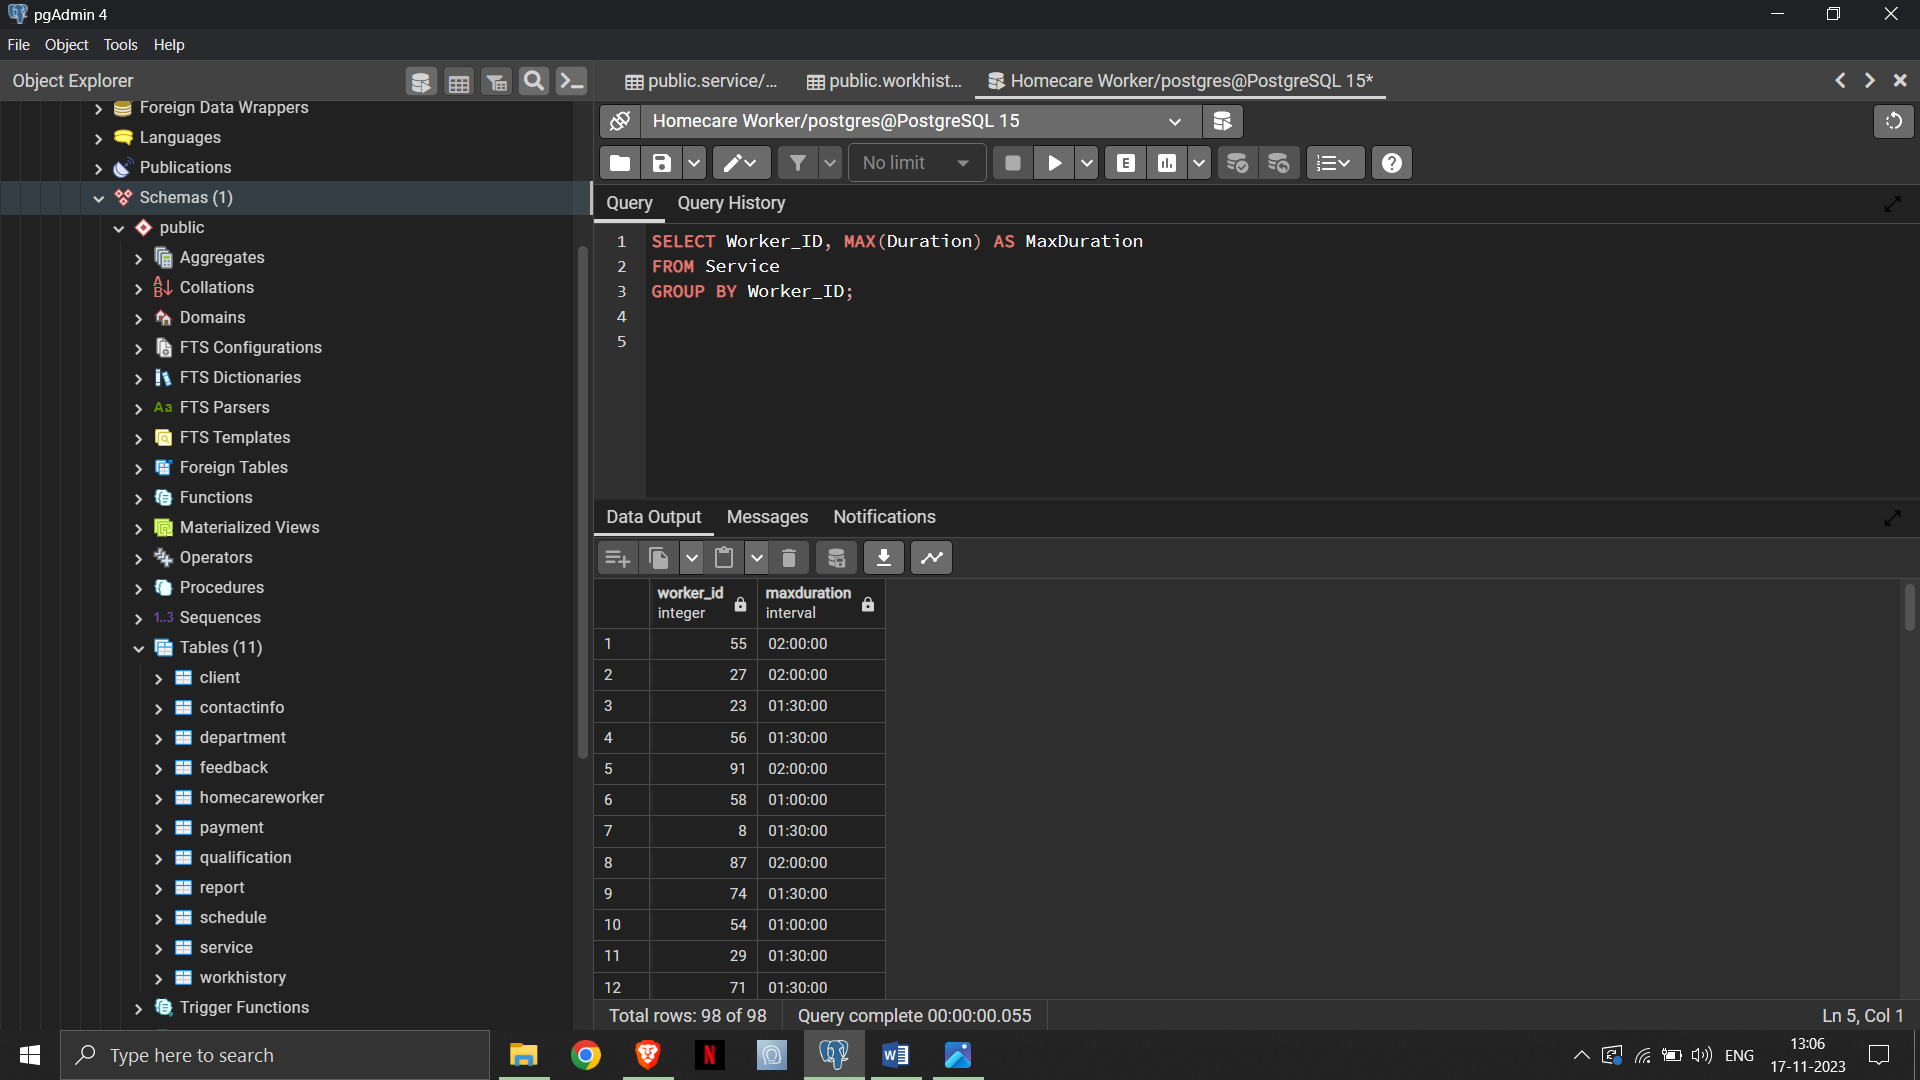 pgAdmin 4
File Object Tools Help
Object Explorer
public.service/... public.workhist... Homecare Worker/postgres@PostgreSQL 15*
Foreign Data Wrappers
Languages
Publications
Schemas (1)
public
Aggregates
Collations
Domains
FTS Configurations
FTS Dictionaries
Aa FTS Parsers
FTS Templates
Foreign Tables
Functions
Materialized Views
Operators
Procedures
1..3 Sequences
Tables (11)
client
contactinfo
department
feedback
homecareworker
payment
qualification
report
schedule
service
workhistory
Trigger Functions
Homecare Worker/postgres@PostgreSQL 15
No limit E
Query Query History
1 SELECT Worker_ID, MAX(Duration) AS MaxDuration
2 FROM Service
3 GROUP BY Worker_ID;
4
5
Data Output Messages Notifications
worker_id maxduration
integer interval
1 55 02:00:00
2 27 02:00:00
3 23 01:30:00
4 56 01:30:00
5 91 02:00:00
6 58 01:00:00
7 8 01:30:00
8 87 02:00:00
9 74 01:30:00
10 54 01:00:00
11 29 01:30:00
12 71 01:30:00
Total rows: 98 of 98 Query complete 00:00:00.055 Ln 5, Col 1
Type here to search
N
W
ENG
13:06
17-11-2023